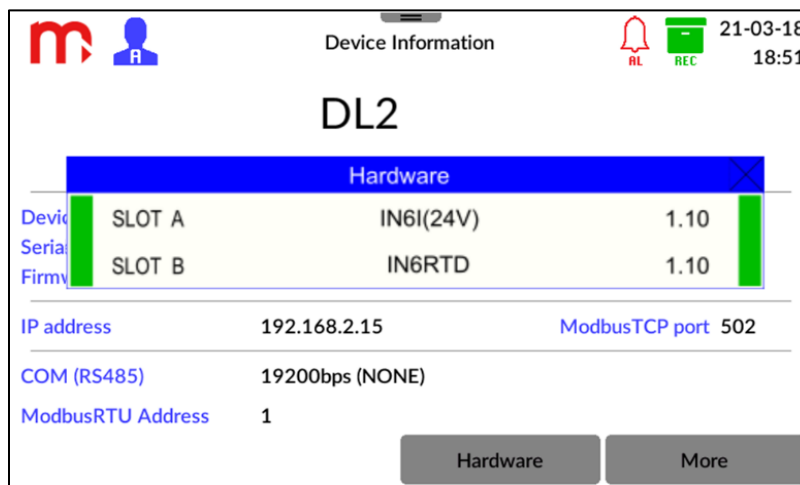 Device Information
21-03-18
18:51
A
AL
REC
DL2
Hardware
SLOT A IN6I(24V) 1.10
SLOT B IN6RTD 1.10
IP address 192.168.2.15 ModbusTCP port 502
COM (RS485) 19200bps (NONE)
ModbusRTU Address 1
Hardware More